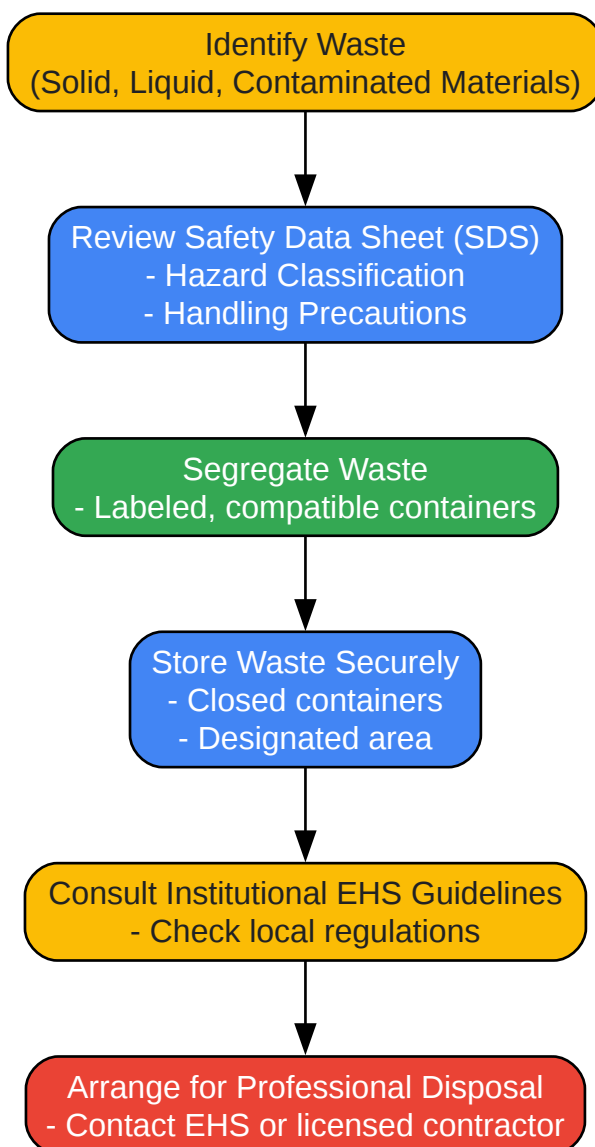 Identify Waste
(Solid, Liquid, Contaminated Materials)
Review Safety Data Sheet (SDS)
- Hazard Classification
- Handling Precautions
Segregate Waste
- Labeled, compatible containers
Store Waste Securely
- Closed containers
- Designated area
Consult Institutional EHS Guidelines
- Check local regulations
Arrange for Professional Disposal
- Contact EHS or licensed contractor